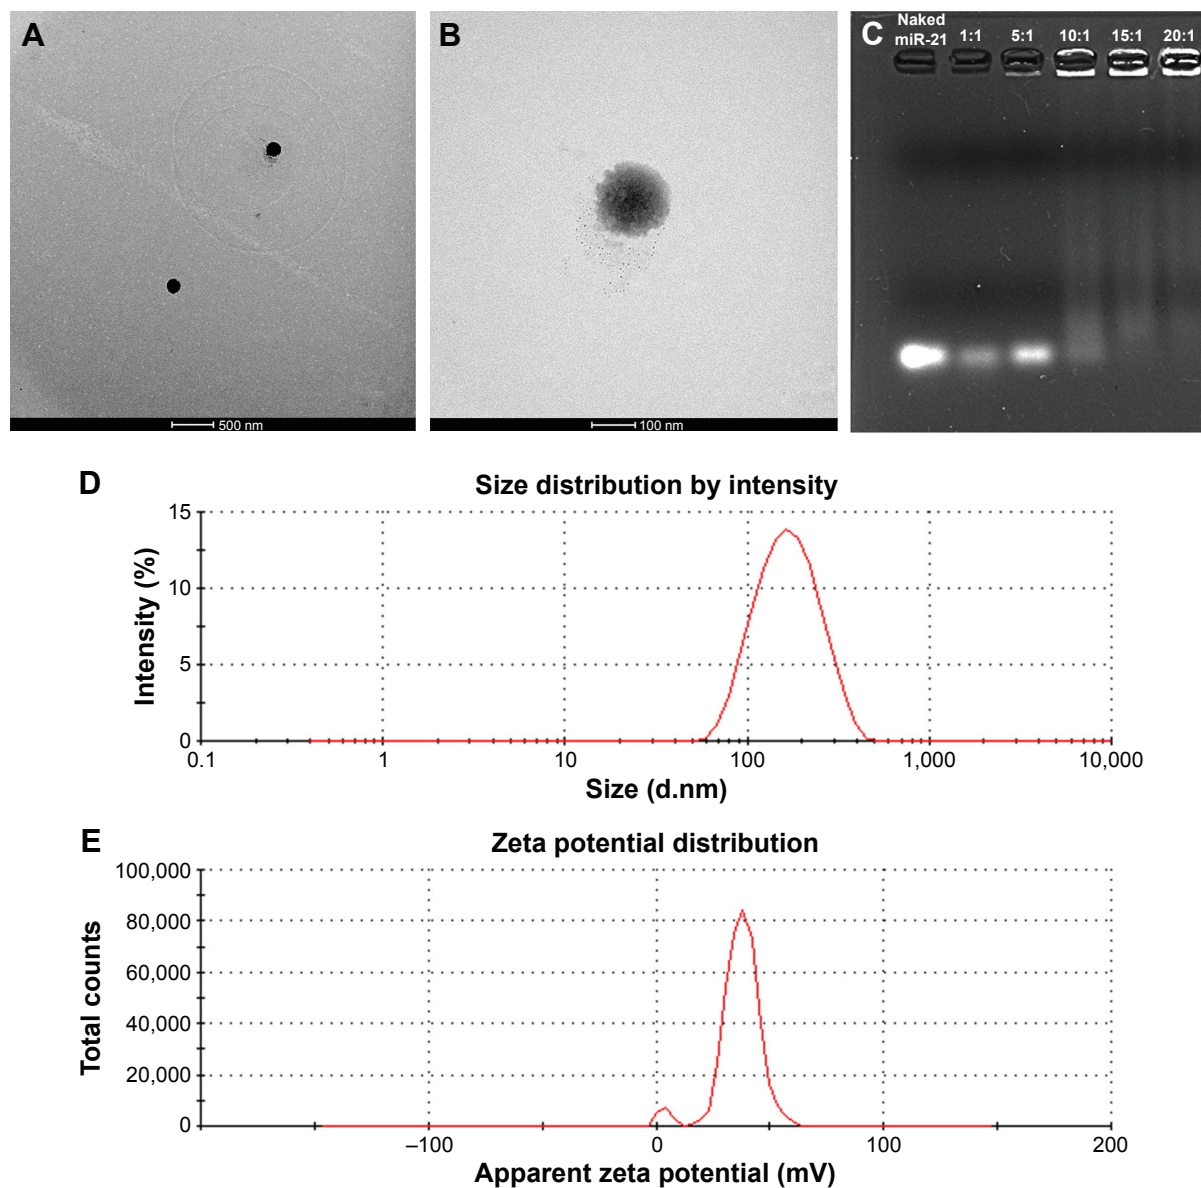 A
500 nm
B
100 nm
C
Naked
miR-21 1:1 5:1 10:1 15:1 20:1
D
Size distribution by intensity
Intensity (%)
15
10
5
0
0.1 1 10 100 1,000 10,000
Size (d.nm)
E
Zeta potential distribution
Total counts
100,000
80,000
60,000
40,000
20,000
0
–100 0 100 200
Apparent zeta potential (mV)